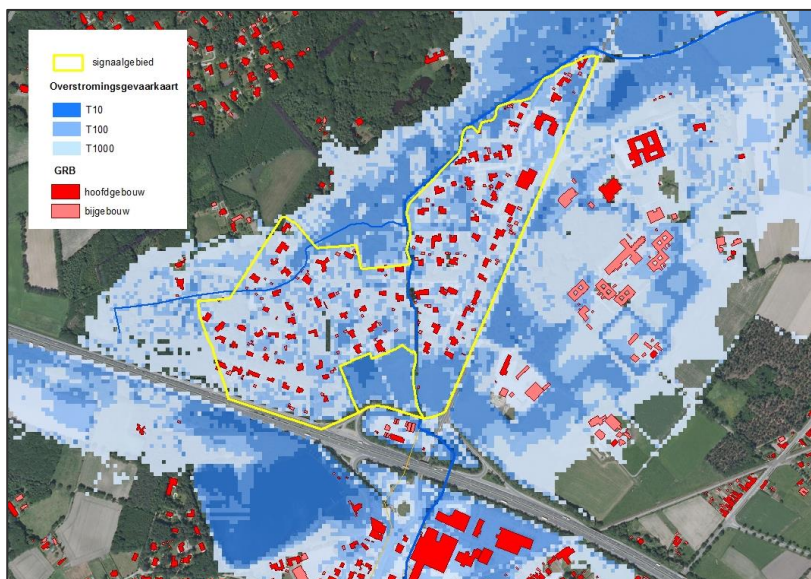 signaalgebied
Overstromingsgevaarkaart
T10
T100
T1000
GRB
hoofdgebouw
bijgebouw